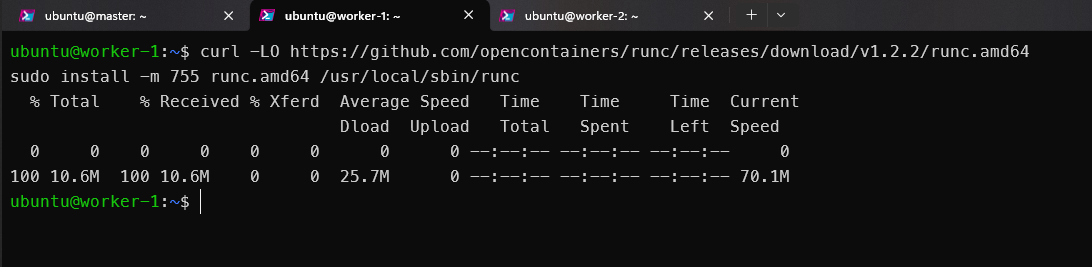 ubuntu@master: ~
ubuntu@worker-1: ~
ubuntu@worker-2: ~
ubuntu@worker-1:~$ curl -LO https://github.com/opencontainers/runc/releases/download/v1.2.2/runc.amd64
sudo install -m 755 runc.amd64 /usr/local/sbin/runc
  % Total    % Received % Xferd  Average Speed   Time    Time     Time  Current
                                 Dload  Upload   Total   Spent    Left  Speed
  0     0    0     0    0     0      0      0 --:--:-- --:--:-- --:--:--     0
100 10.6M  100 10.6M    0     0  25.7M      0 --:--:-- --:--:-- --:--:-- 70.1M
ubuntu@worker-1:~$